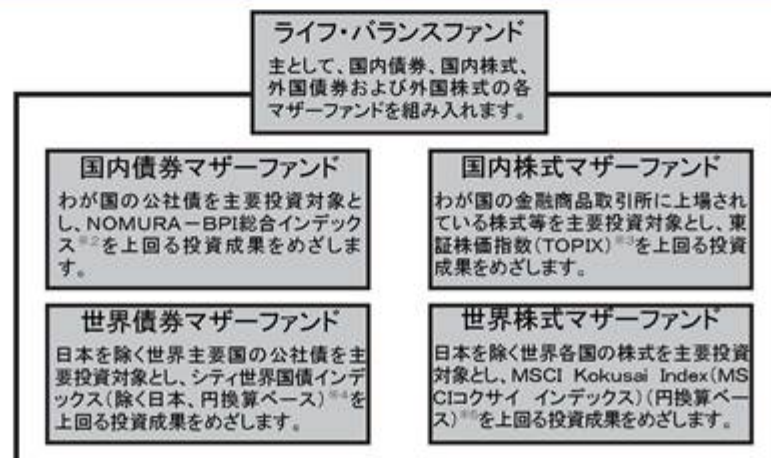 ライフ・バランスファンド
主として、国内債券、国内株式、
外国債券および外国株式の各
マザーファンドを組み入れます。
国内債券マザーファンド
わが国の公社債を主要投資対象と
し、NOMURA－BPI総合インデック
ス※2を上回る投資成果をめざしま
す。
国内株式マザーファンド
わが国の金融商品取引所に上場され
ている株式等を主要投資対象とし、東
証株価指数(TOPIX)※3を上回る投資
成果をめざします。
世界債券マザーファンド
日本を除く世界主要国の公社債を主
要投資対象とし、シティ世界国債インデ
ックス(除く日本、円換算ベース)※4を
上回る投資成果をめざします。
世界株式マザーファンド
日本を除く世界各国の株式を主要投資
対象とし、MSCI Kokusai Index(MS
CIコクサイ インデックス)(円換算ベー
ス)※5を上回る投資成果をめざします。